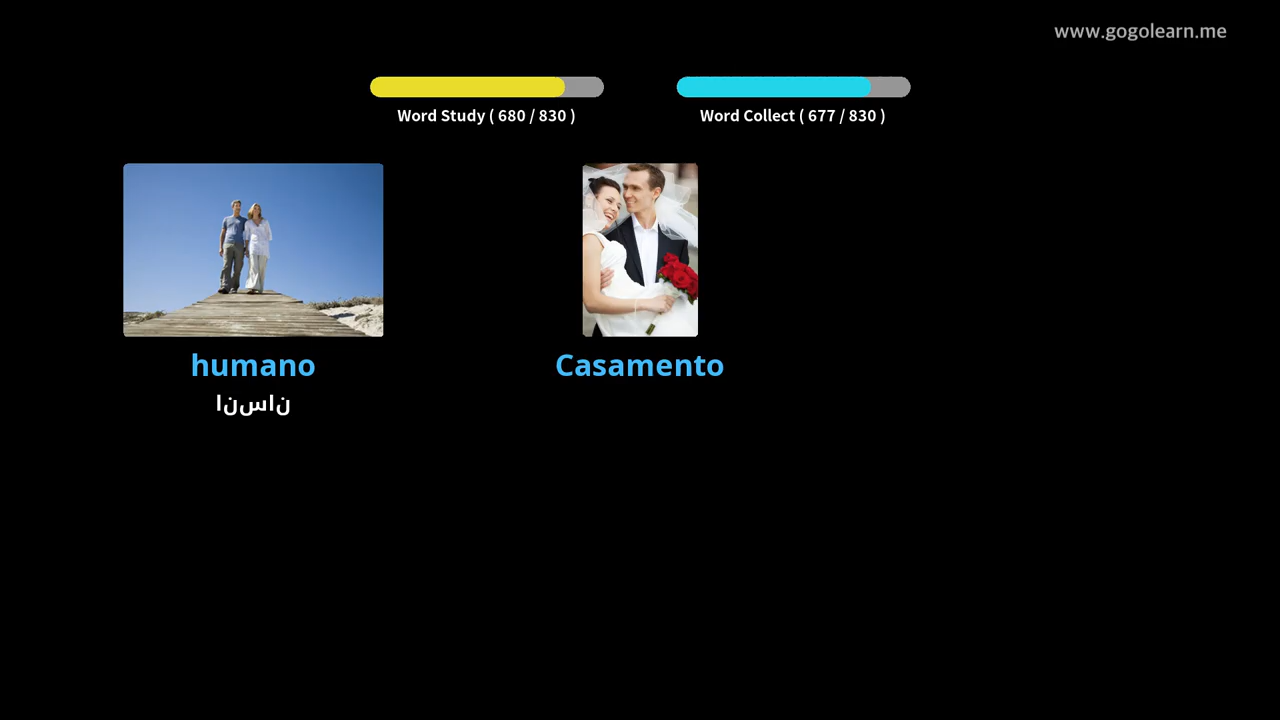 www.gogolearn.me
Word Study ( 680 / 830 )
Word Collect ( 677 / 830 )
humano
انسان
Casamento